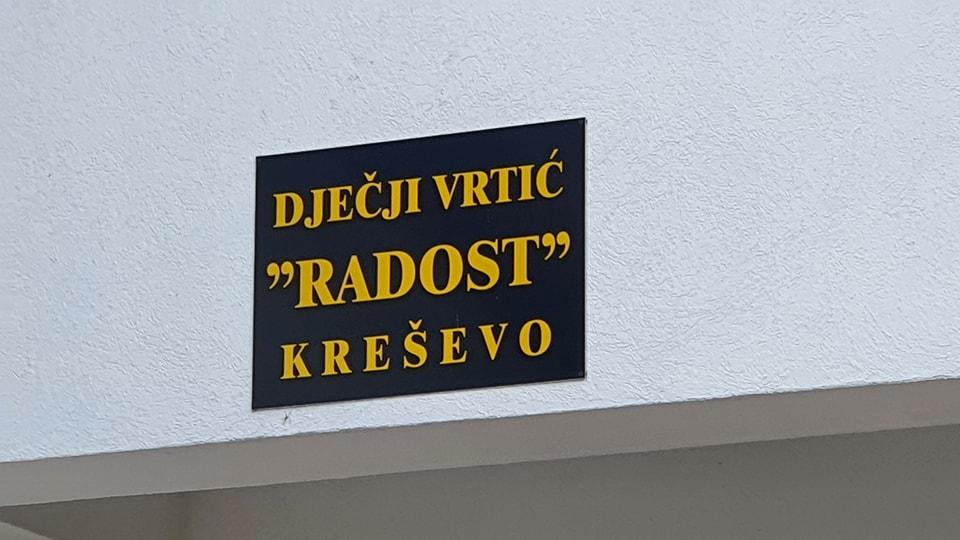 DJEČJI VRTIĆ
”RADOST”
KREŠEVO